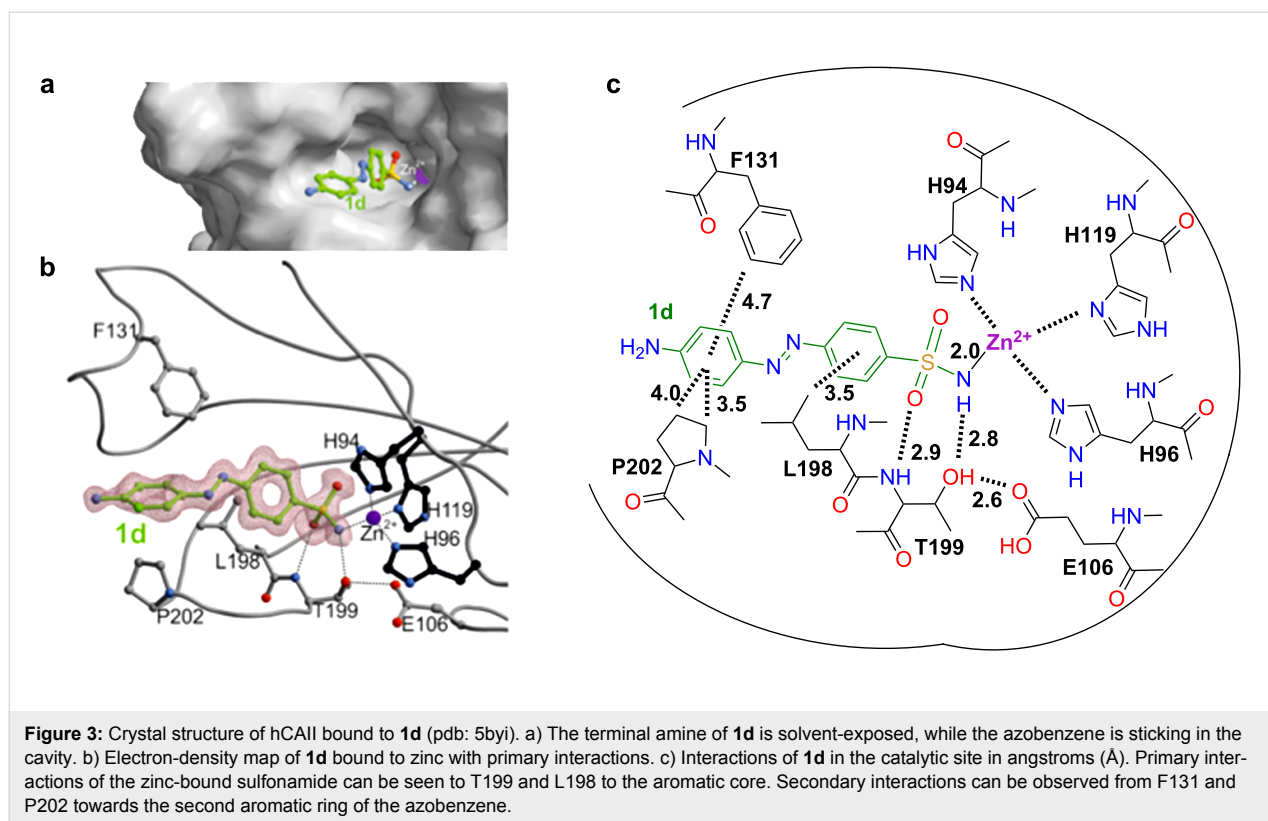 a
Zn2+
1d
b
F131
H94
H119
Zn2+
H96
1d
L198
P202
T199
E106
c
HN
F131
O
O
H94
HN
N
H
N
HN
H119
O
N
NH
4.7
1d
H2N
N
N
4.0
3.5
3.5
O
S
O
2.0
N
H
Zn2+
N
HN
O
N
H
H96
P202
N
O
L198
HN
O
NH
2.9
2.8
OH
2.6
O
T199
O
HO
HN
E106
O
Figure 3: Crystal structure of hCAII bound to 1d (pdb: 5byi). a) The terminal amine of 1d is solvent-exposed, while the azobenzene is sticking in the
cavity. b) Electron-density map of 1d bound to zinc with primary interactions. c) Interactions of 1d in the catalytic site in angstroms (Å). Primary inter-
actions of the zinc-bound sulfonamide can be seen to T199 and L198 to the aromatic core. Secondary interactions can be observed from F131 and
P202 towards the second aromatic ring of the azobenzene.